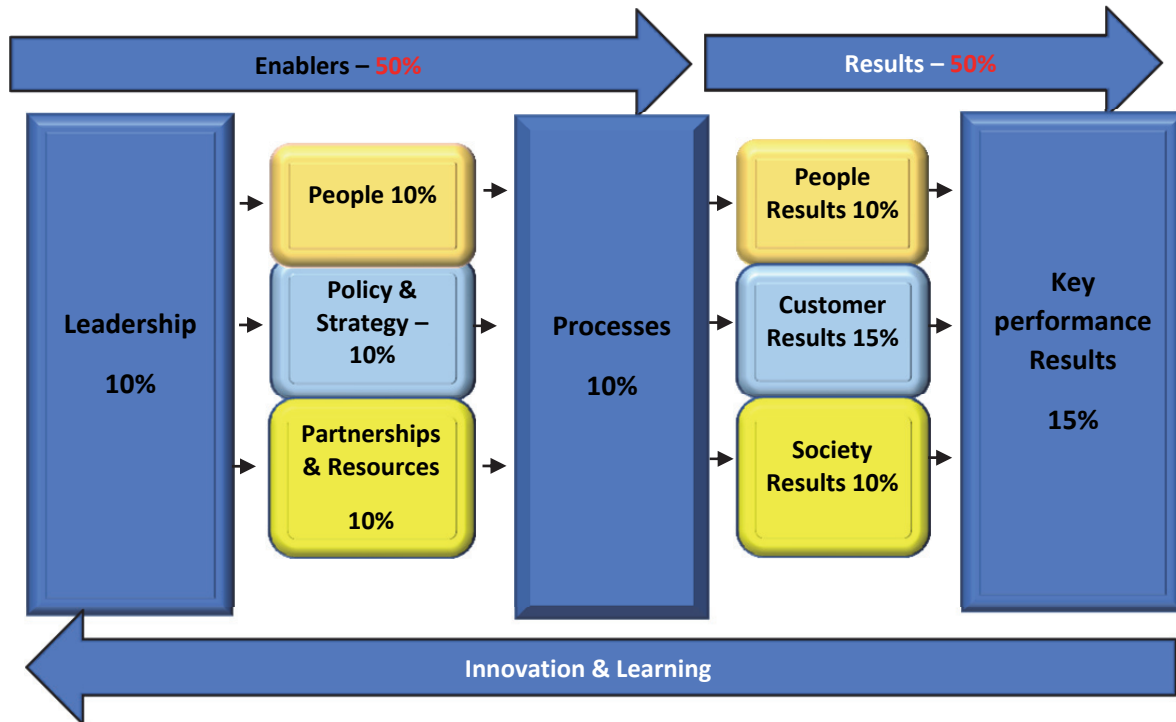 Enablers – 50%
Results – 50%
Leadership
10%
People 10%
Policy &
Strategy –
10%
Partnerships
& Resources
10%
Processes
10%
People
Results 10%
Customer
Results 15%
Society
Results 10%
Key
performance
Results
15%
Innovation & Learning